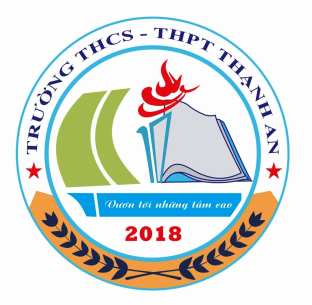 TRƯỜNG THCS - THPT THẠNH AN
Vươn tới những tầm cao
2018